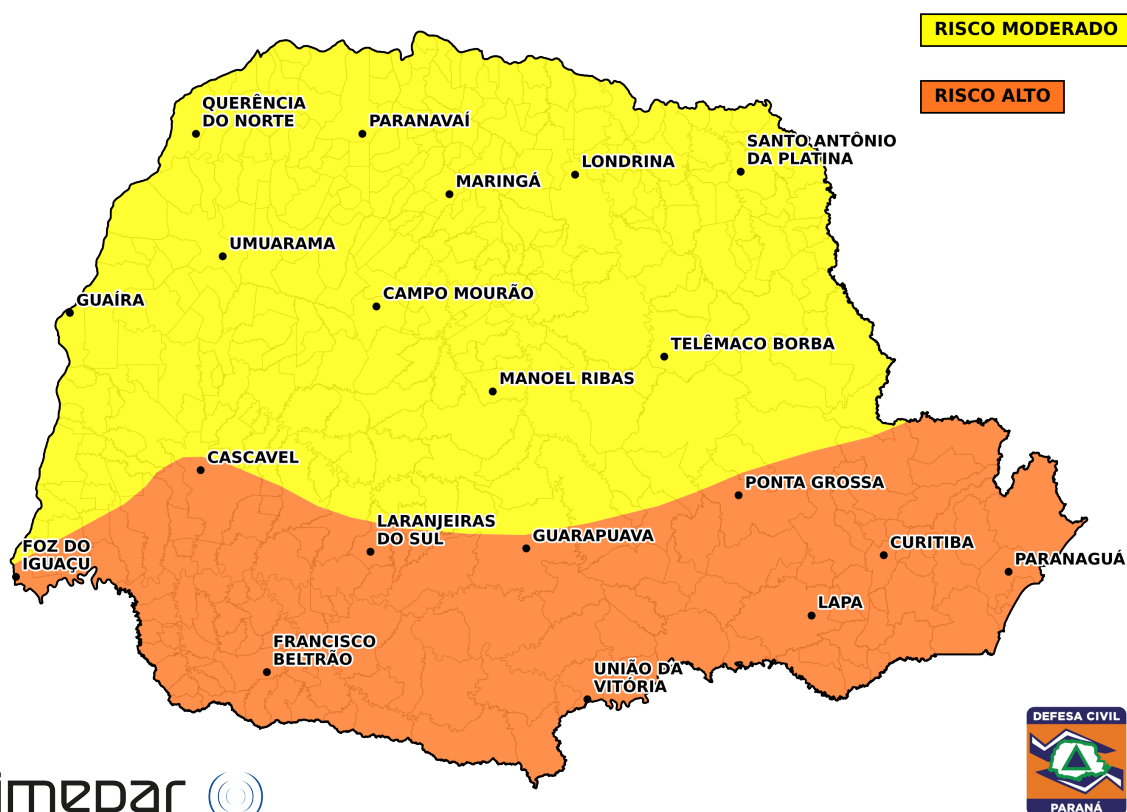 RISCO MODERADO
RISCO ALTO
QUERÊNCIA
DO NORTE
PARANAVAÍ
SANTO ANTÔNIO
DA PLATINA
LONDRINA
MARINGÁ
UMUARAMA
CAMPO MOURÃO
GUAÍRA
TELÊMACO BORBA
MANOEL RIBAS
CASCAVEL
PONTA GROSSA
LARANJEIRAS
DO SUL
GUARAPUAVA
CURITIBA
FOZ DO
IGUAÇU
PARANAGUÁ
LAPA
FRANCISCO
BELTRÃO
UNIÃO DA
VITÓRIA
DEFESA CIVIL
PARANÁ
imepar